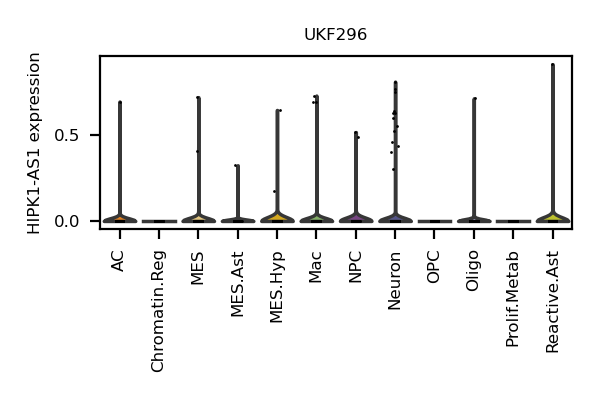 UKF296
HIPK1-AS1 expression
0.5
0.0
AC
Chromatin.Reg
MES
MES.Ast
MES.Hyp
Mac
NPC
Neuron
OPC
Oligo
Prolif.Metab
Reactive.Ast